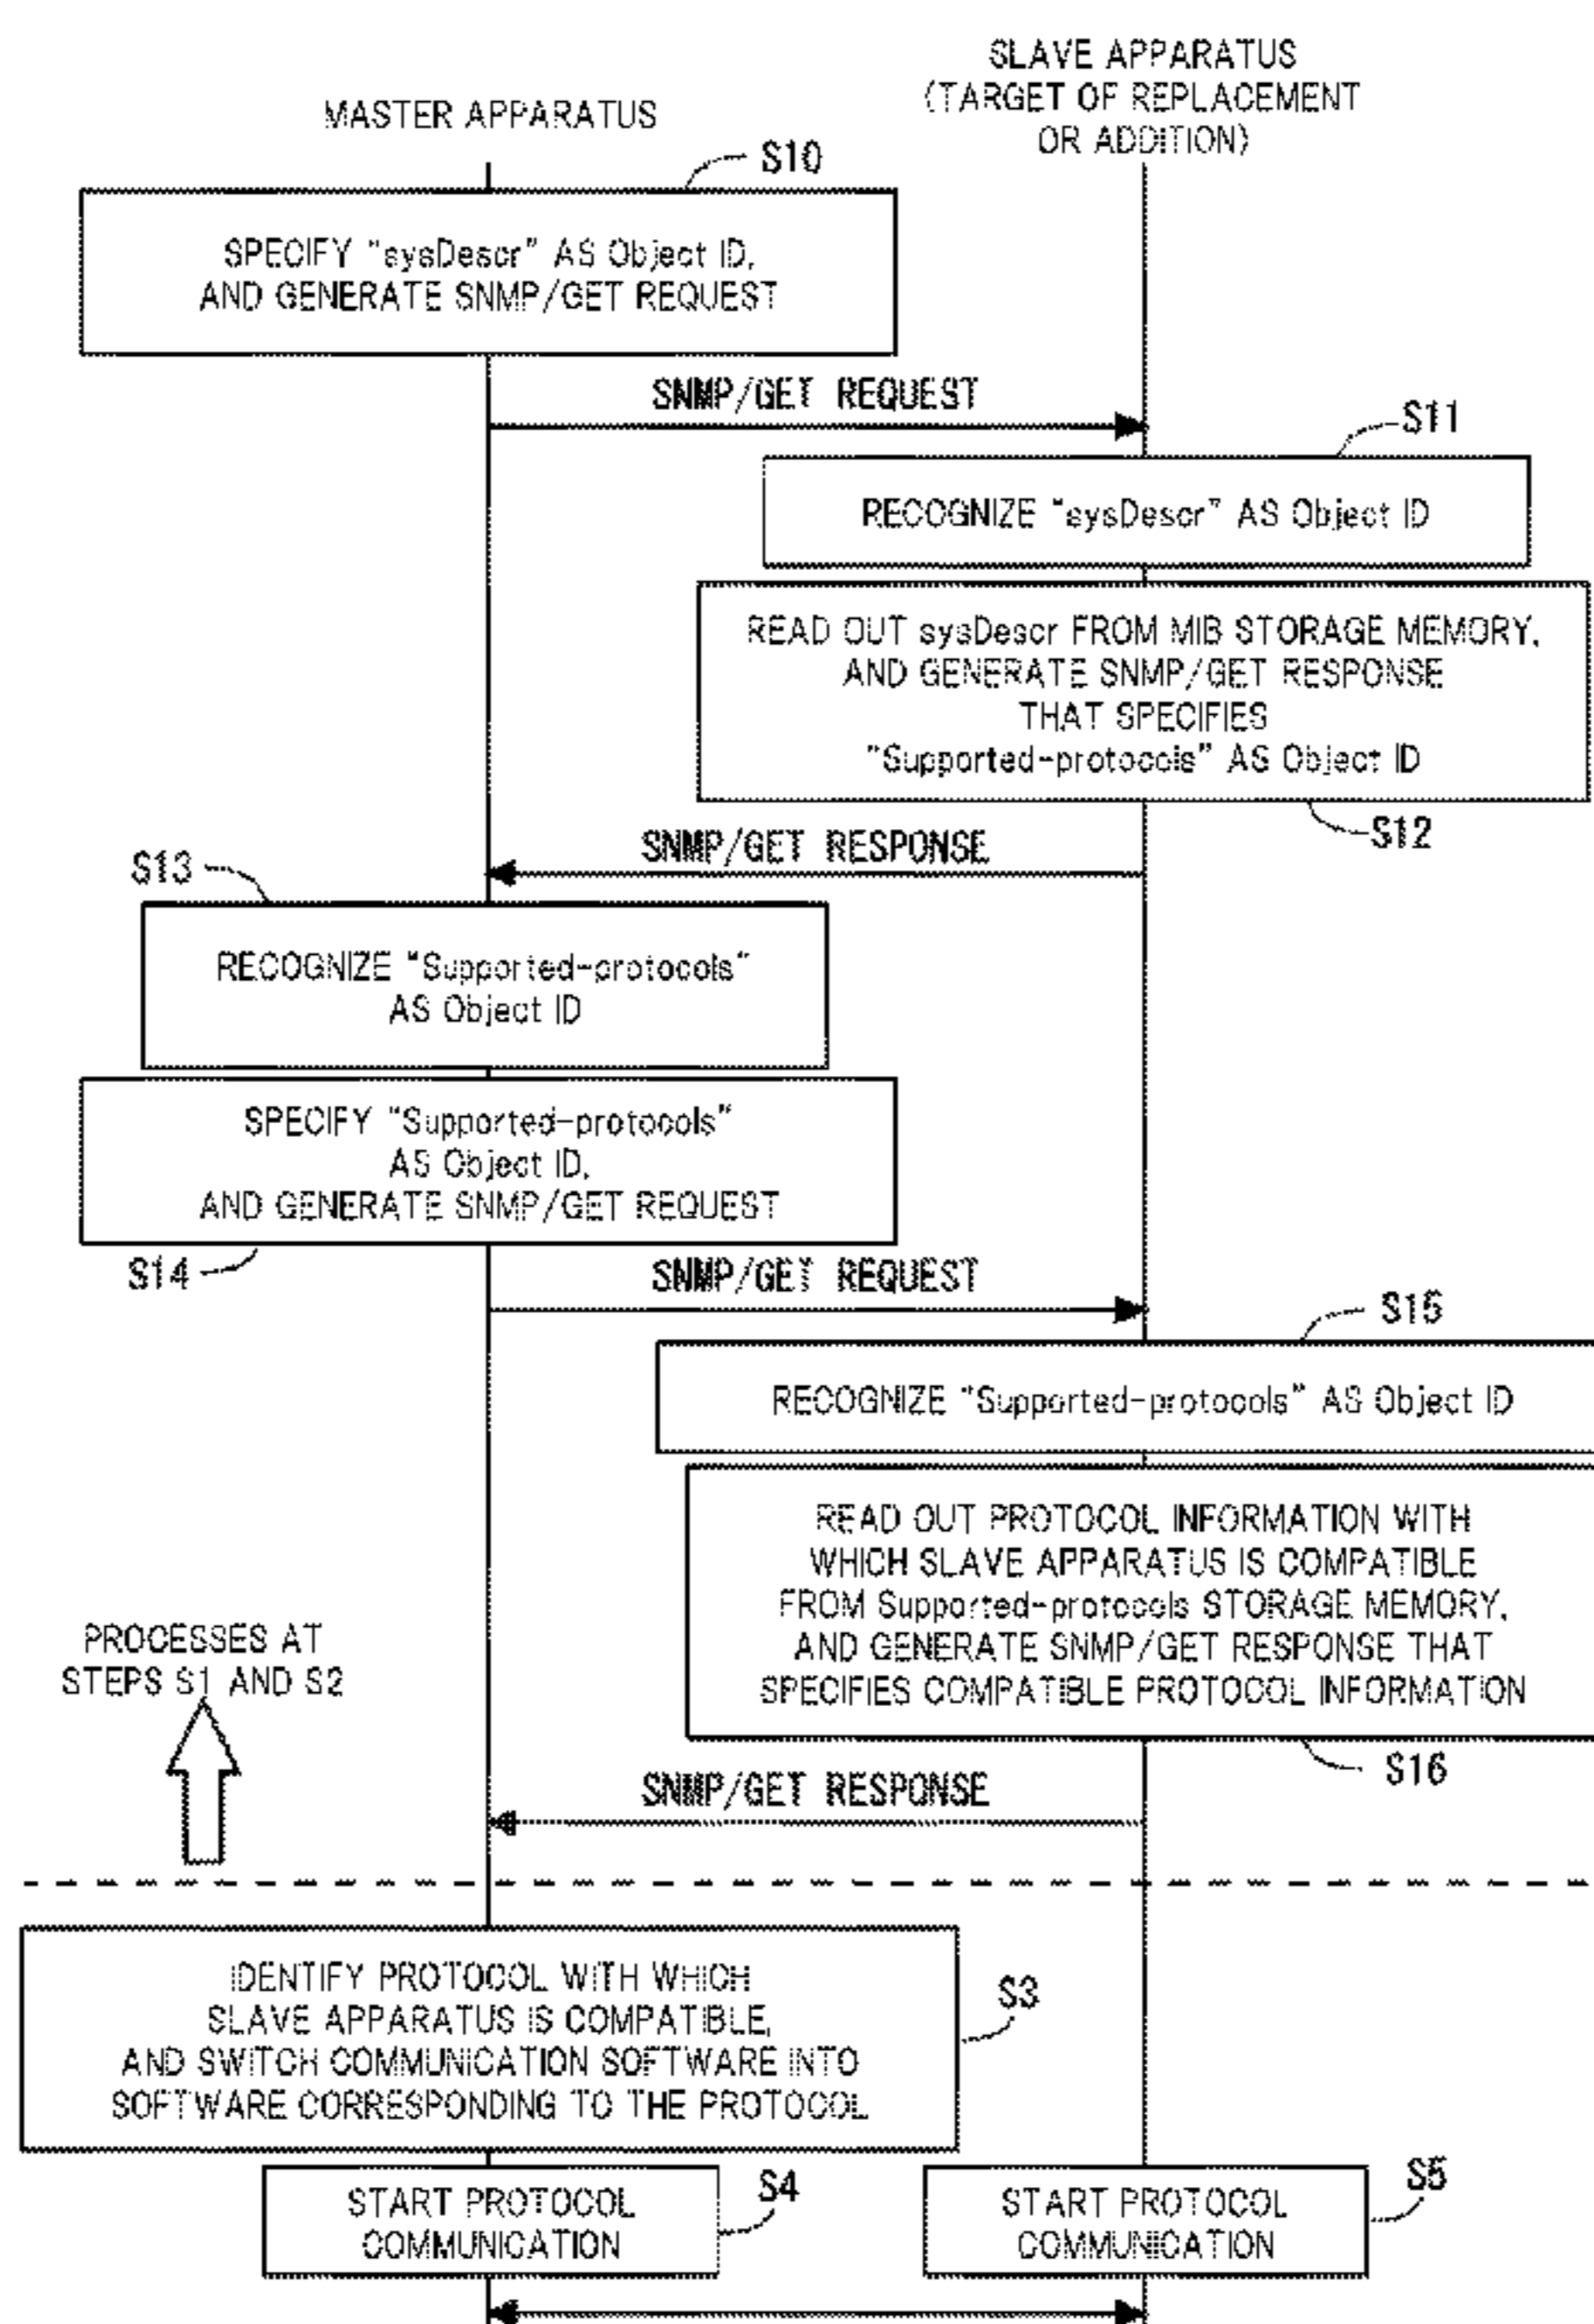 MASTER APPARATUS
SLAVE APPARATUS
(TARGET OF REPLACEMENT
OR ADDITION)
S10
SPECIFY "sysDescr" AS Object ID,
AND GENERATE SNMP/GET REQUEST
SNMP/GET REQUEST
S11
RECOGNIZE "sysDescr" AS Object ID
READ OUT sysDescr FROM MIB STORAGE MEMORY,
AND GENERATE SNMP/GET RESPONSE
THAT SPECIFIES
"Supported-protocols" AS Object ID
S12
SNMP/GET RESPONSE
S13
RECOGNIZE "Supported-protocols"
AS Object ID
SPECIFY "Supported-protocols"
AS Object ID,
AND GENERATE SNMP/GET REQUEST
S14
SNMP/GET REQUEST
S15
RECOGNIZE "Supported-protocols" AS Object ID
READ OUT PROTOCOL INFORMATION WITH
WHICH SLAVE APPARATUS IS COMPATIBLE
FROM Supported-protocols STORAGE MEMORY,
AND GENERATE SNMP/GET RESPONSE THAT
SPECIFIES COMPATIBLE PROTOCOL INFORMATION
S16
PROCESSES AT
STEPS S1 AND S2
SNMP/GET RESPONSE
IDENTIFY PROTOCOL WITH WHICH
SLAVE APPARATUS IS COMPATIBLE,
AND SWITCH COMMUNICATION SOFTWARE INTO
SOFTWARE CORRESPONDING TO THE PROTOCOL
S3
START PROTOCOL
COMMUNICATION
S4
START PROTOCOL
COMMUNICATION
S5